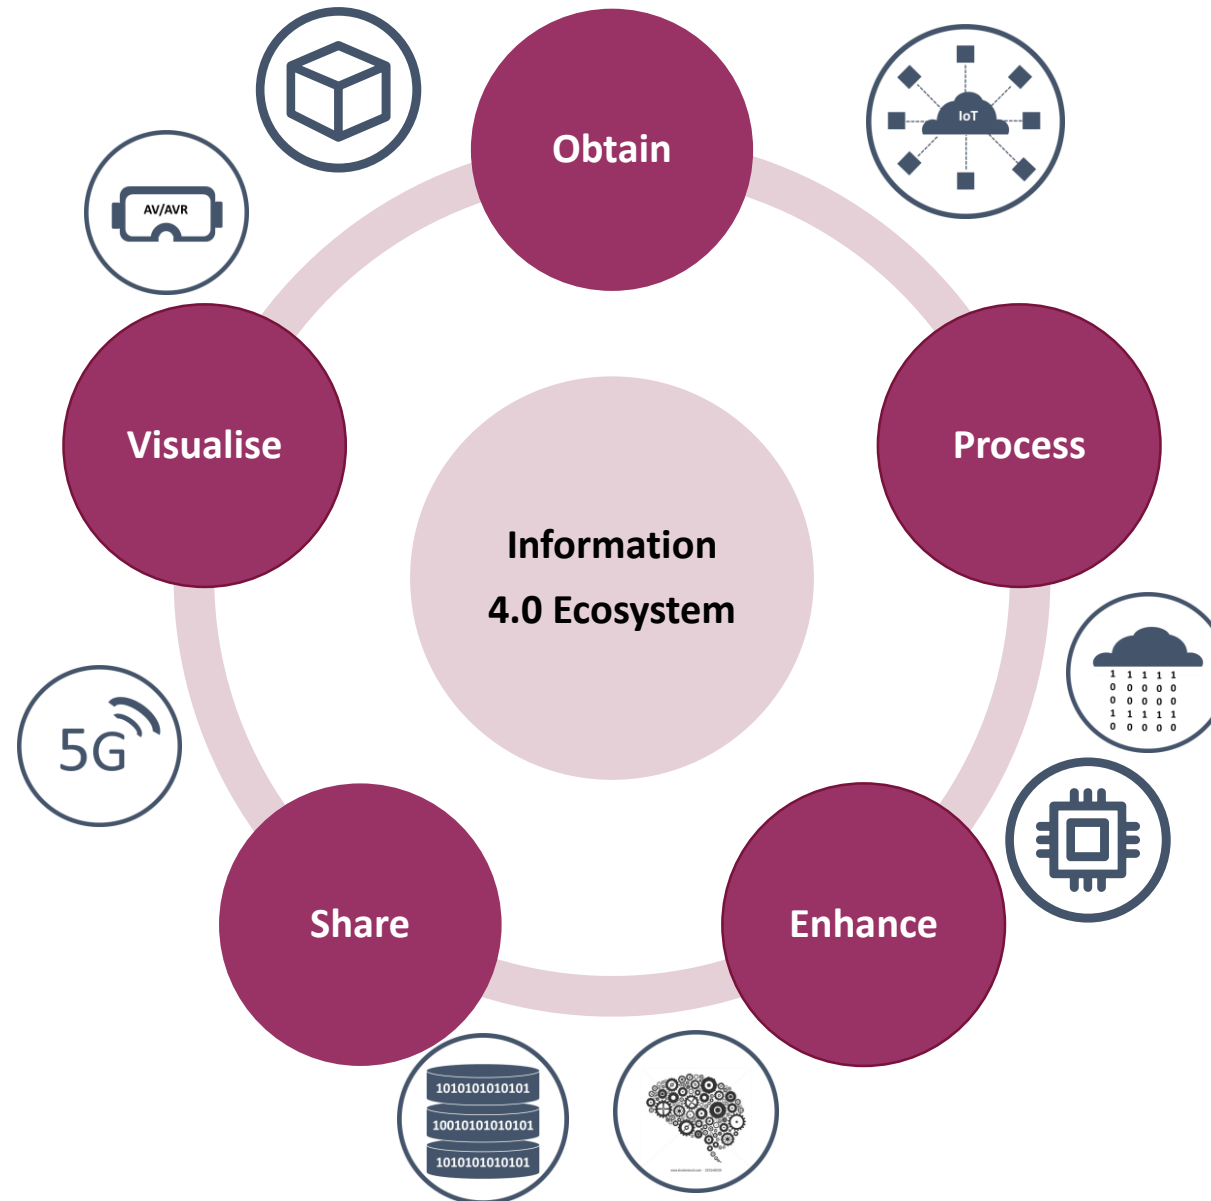 Obtain
IoT
AV/AVR
Visualise
Process
Information
4.0 Ecosystem
1 1 1 1 1
0 0 0 0 0
0 0 0 0 0
1 1 1 1 1
0 0 0 0 0
5G
Share
Enhance
1010101010101
10010101010101
1010101010101